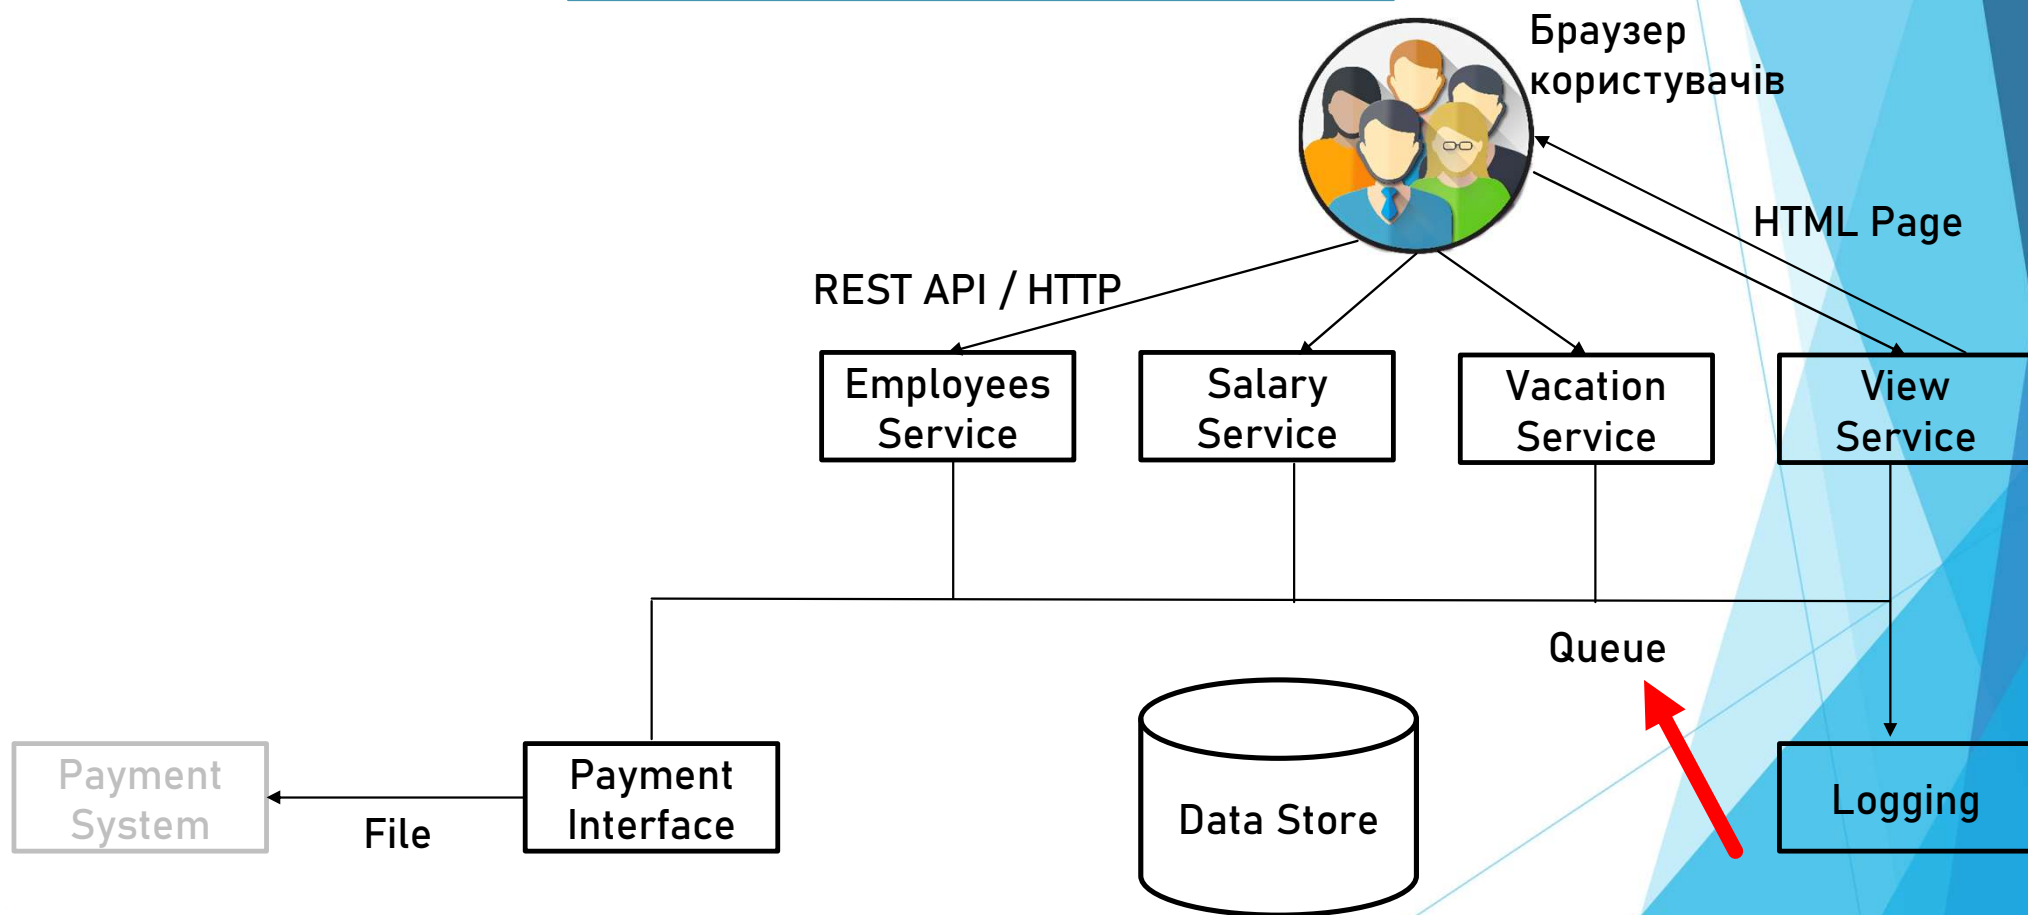 Браузер
користувачів
HTML Page
REST API / HTTP
Employees
Service
Salary
Service
Vacation
Service
View
Service
Queue
Payment
System
File
Payment
Interface
Data Store
Logging